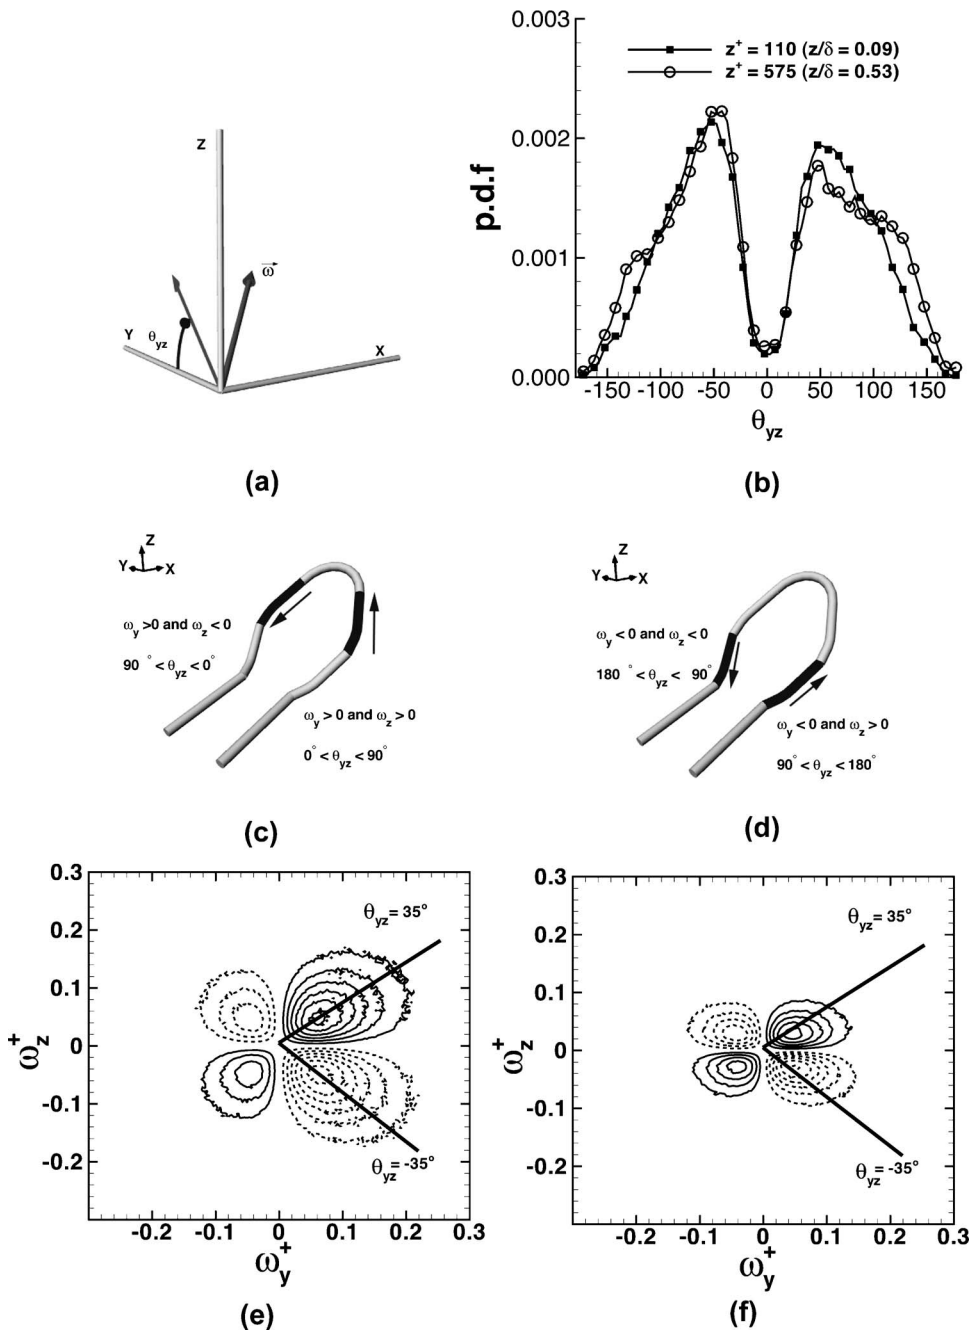 Z
ω
Y
θyz
X
(a)
0.003
0.002
0.001
0.000
p.d.f
z+ = 110 (z/δ = 0.09)
z+ = 575 (z/δ = 0.53)
-150 -100 -50 0 50 100 150
θyz
(b)
Z
Y X
ωy >0 and ωz <0
90 ° < θyz < 0°
ωy > 0 and ωz > 0
0° < θyz < 90°
(c)
Z
Y X
ωy < 0 and ωz < 0
180 ° < θyz < 90°
ωy < 0 and ωz > 0
90° < θyz < 180°
(d)
0.3
0.2
0.1
0
-0.1
-0.2
ωz+
θyz = 35°
θyz = -35°
-0.2 -0.1 0 0.1 0.2 0.3
ωy+
(e)
0.3
0.2
0.1
0
-0.1
-0.2
-0.3
ωz+
θyz = 35°
θyz = -35°
-0.2 -0.1 0 0.1 0.2 0.3
ωy+
(f)